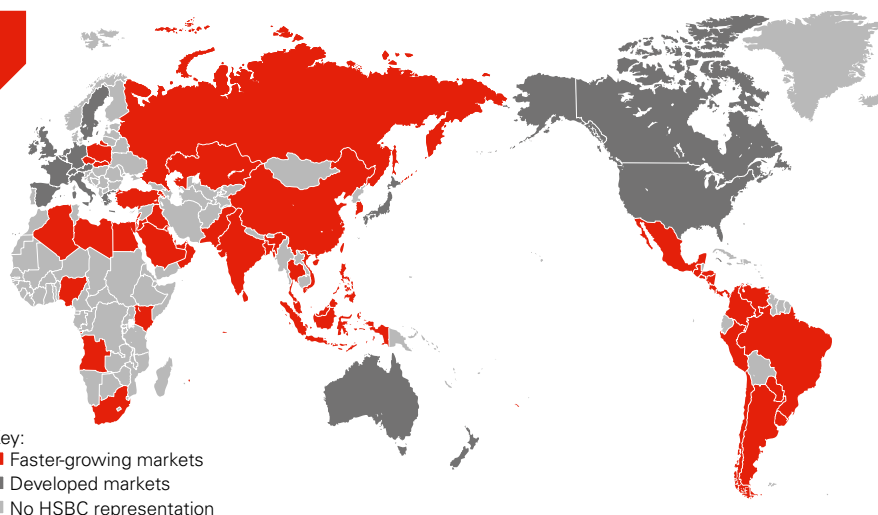 ey:
Faster-growing markets
Developed markets
No HSBC representation